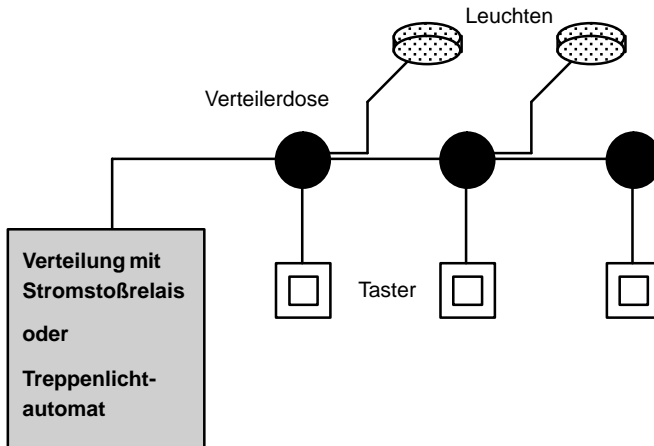 Leuchten
Verteilerdose
Verteilung mit
Stromstoßrelais
oder
Treppenlicht-
automat
Taster